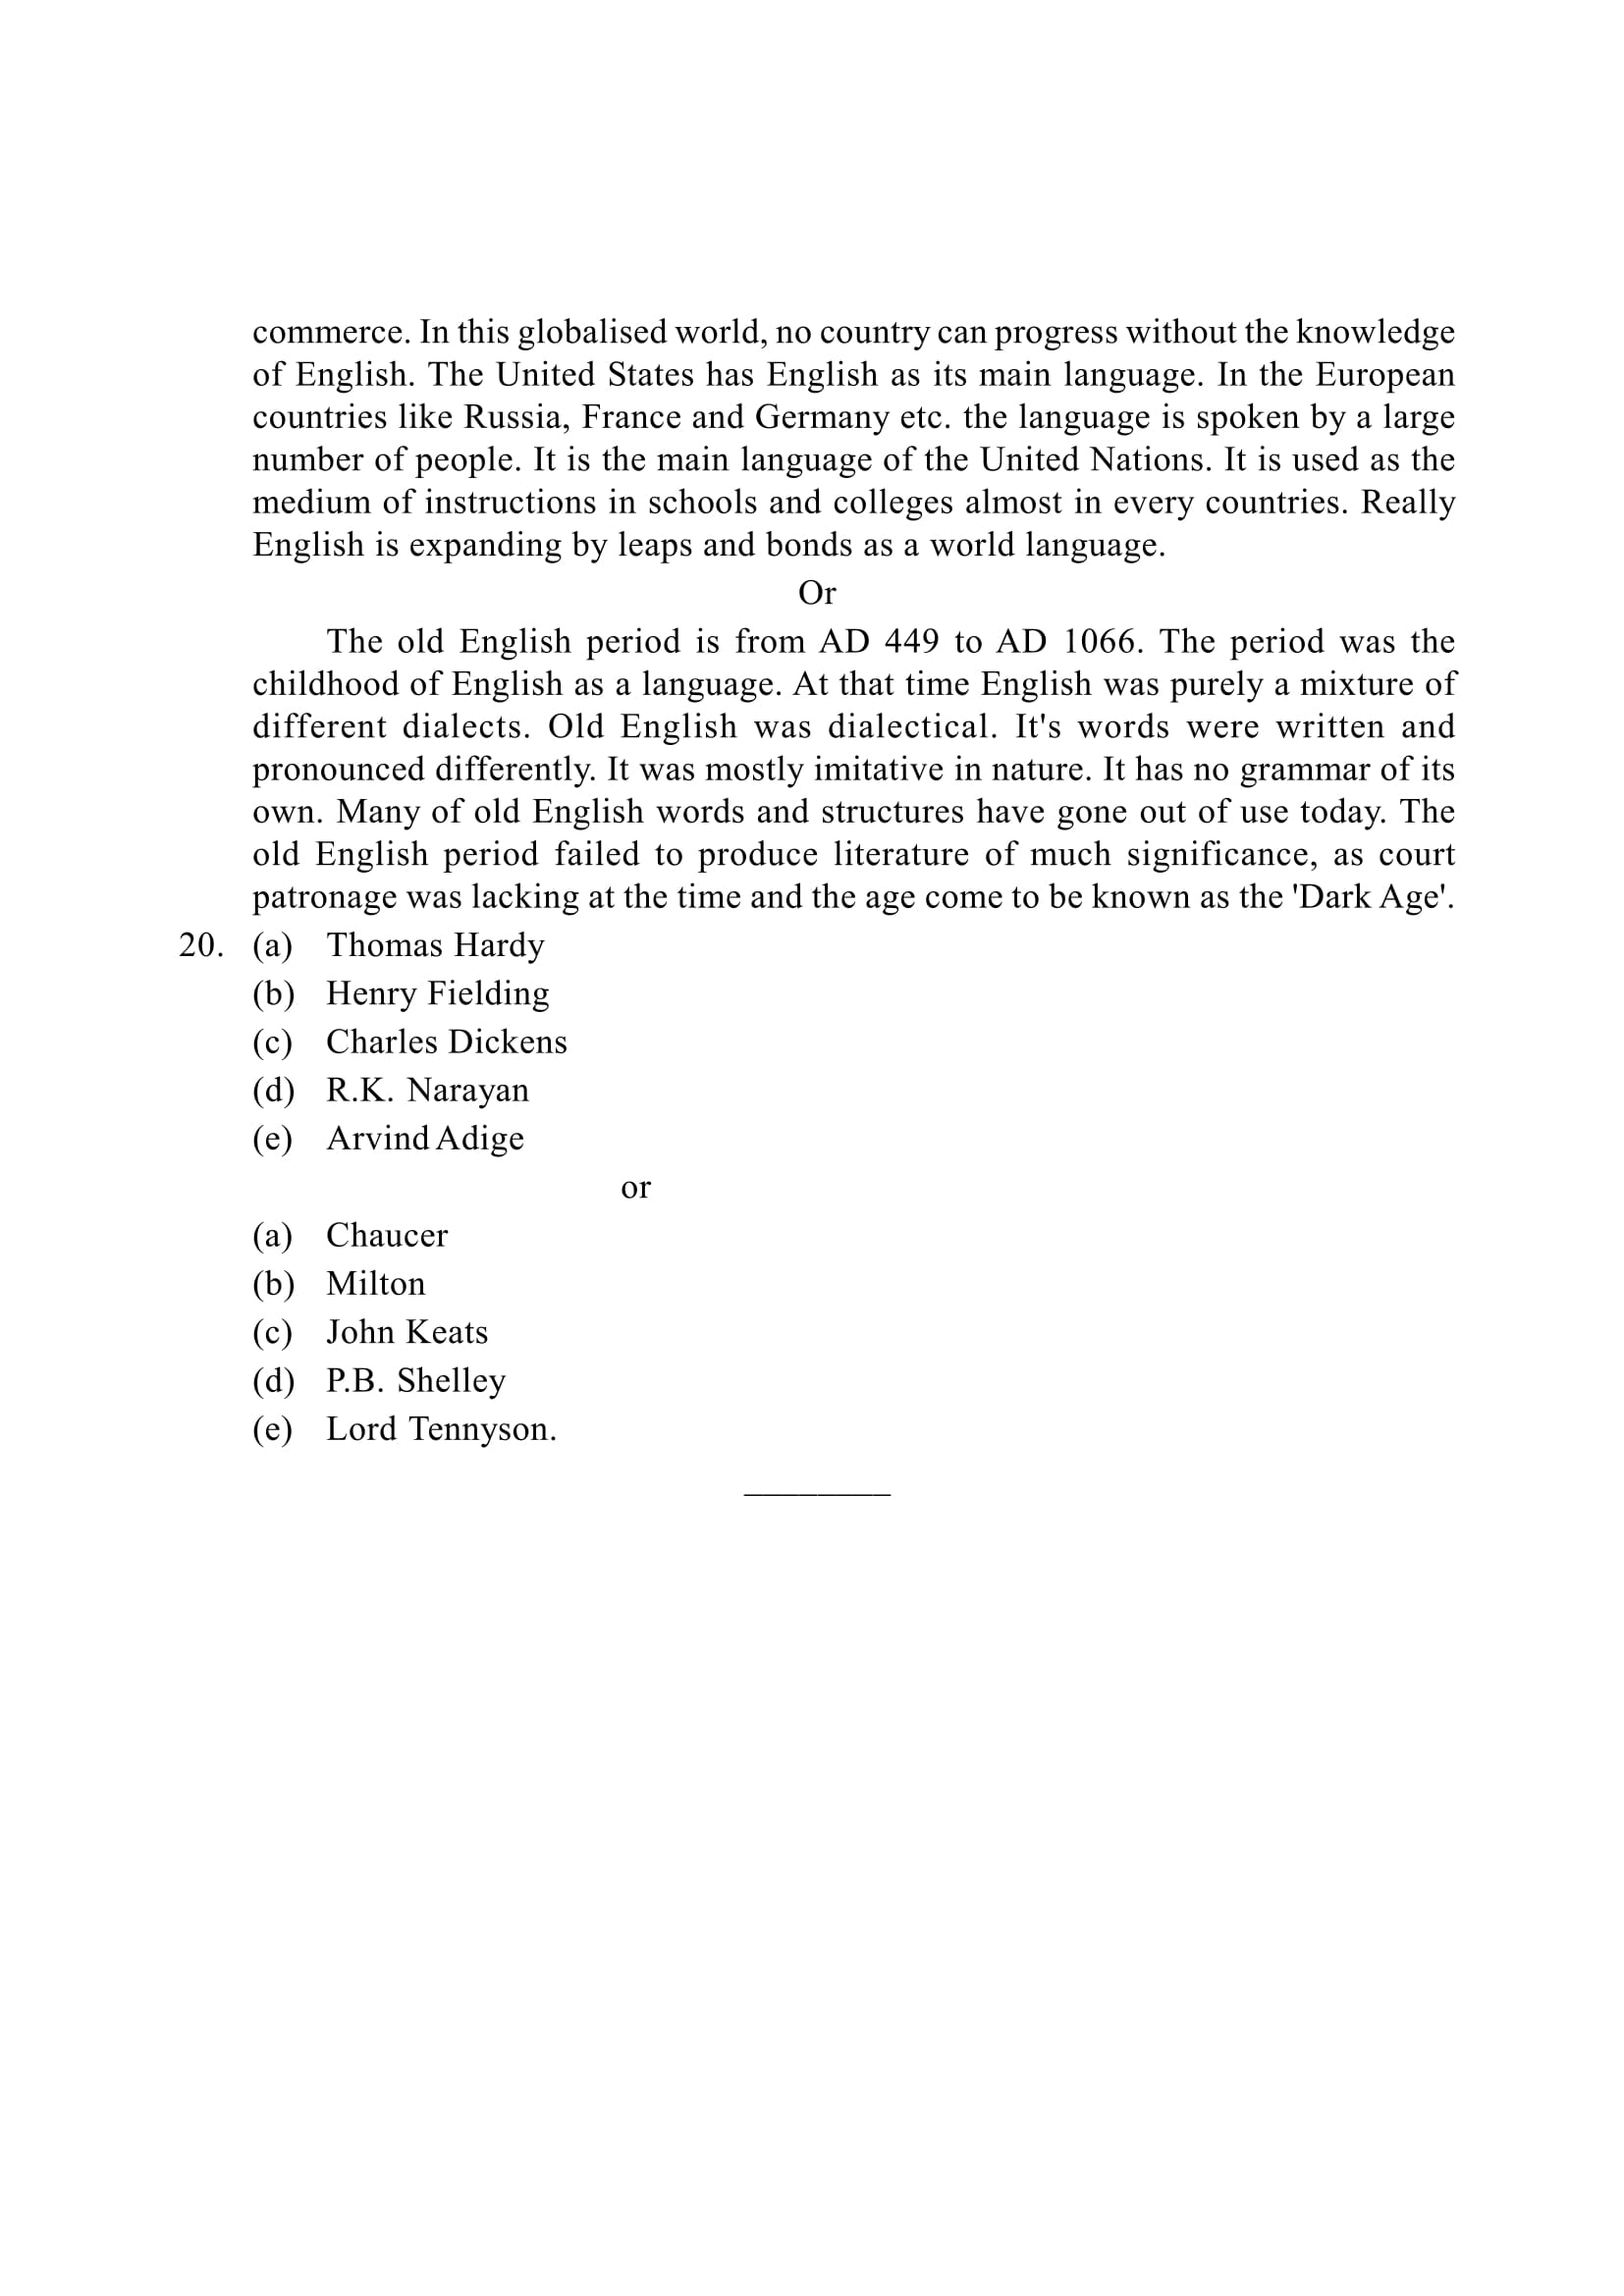 commerce. In this globalised world, no country can progress without the knowledge
of English. The United States has English as its main language. In the European
countries like Russia, France and Germany etc. the language is spoken by a large
number of people. It is the main language of the United Nations. It is used as the
medium of instructions in schools and colleges almost in every countries. Really
English is expanding by leaps and bonds as a world language.
Or
The old English period is from AD 449 to AD 1066. The period was the
childhood of English as a language. At that time English was purely a mixture of
different dialects. Old English was dialectical. It's words were written and
pronounced differently. It was mostly imitative in nature. It has no grammar of its
own. Many of old English words and structures have gone out of use today. The
old English period failed to produce literature of much significance, as court
patronage was lacking at the time and the age come to be known as the 'Dark Age'.
20. (a) Thomas Hardy
(b) Henry Fielding
(c) Charles Dickens
(d) R.K. Narayan
(e) Arvind Adige
or
(a) Chaucer
(b) Milton
(c) John Keats
(d) P.B. Shelley
(e) Lord Tennyson.